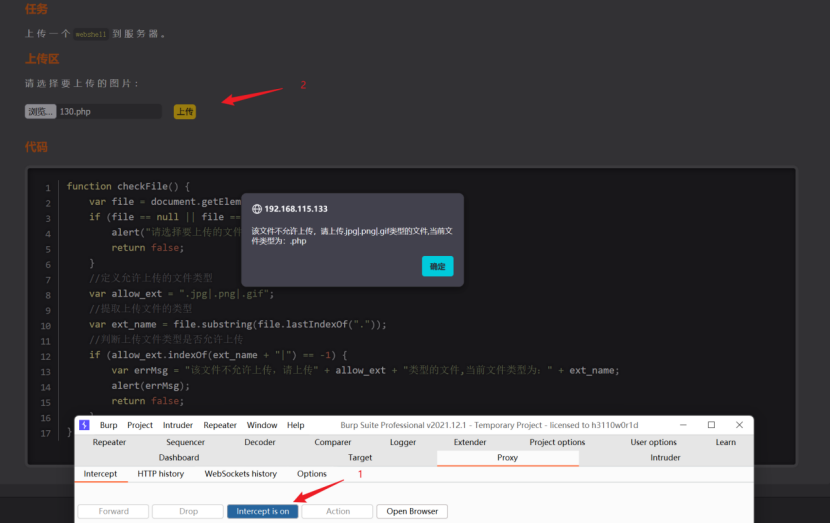 任务
上传一个 webshell 到服务器。
上传区
请选择要上传的图片：
2
浏览... 130.php 上传
代码
1 function checkFile() {
2 var file = document.getElem
3 if (file == null || file ==
4 alert("请选择要上传的文件
5 return false;
6 }
7 //定义允许上传的文件类型
8 var allow_ext = ".jpg|.png|.gif";
9 //提取上传文件的类型
10 var ext_name = file.substring(file.lastIndexOf("."));
11 //判断上传文件类型是否允许上传
12 if (allow_ext.indexOf(ext_name + "|") == -1) {
13 var errMsg = "该文件不允许上传，请上传" + allow_ext + "类型的文件,当前文件类型为：" + ext_name;
14 alert(errMsg);
15 return false;
16
17 }
192.168.115.133
该文件不允许上传，请上传.jpg|.png|.gif类型的文件,当前文
件类型为：.php
确定
Burp Project Intruder Repeater Window Help Burp Suite Professional v2021.12.1 - Temporary Project - licensed to h3110w0r1d
Repeater Sequencer Decoder Comparer Logger Extender Project options User options Learn
Dashboard Target Proxy Intruder
Intercept HTTP history WebSockets history Options 1
Forward Drop Intercept is on Action Open Browser